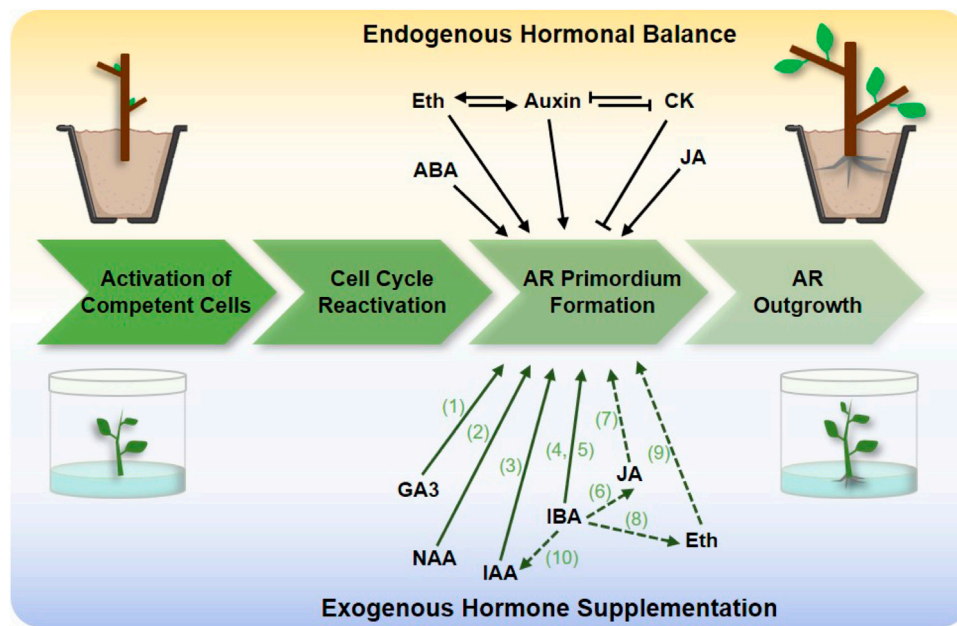 Endogenous Hormonal Balance
Eth Auxin CK
ABA JA
Activation of
Competent Cells
Cell Cycle
Reactivation
AR Primordium
Formation
AR
Outgrowth
(1)
(2)
(3)
(4, 5)
(7)
(9)
GA3
JA
(6)
IBA
(8)
Eth
NAA
IAA
(10)
Exogenous Hormone Supplementation